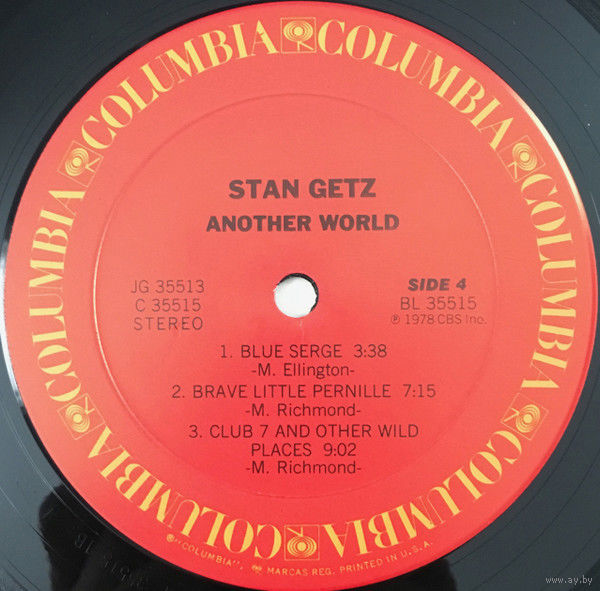 COLUMBIA COLUMBIA COLUMBIA COLUMBIA COLUMBIA COLUMBIA COLUMBIA
STAN GETZ
ANOTHER WORLD
JG 35513
C 35515
STEREO
SIDE 4
BL 35515
℗ 1978 CBS Inc.
1. BLUE SERGE 3:38
-M. Ellington-
2. BRAVE LITTLE PERNILLE 7:15
-M. Richmond-
3. CLUB 7 AND OTHER WILD
PLACES 9:02
-M. Richmond-
®"COLUMBIA", MARCAS REG. PRINTED IN U.S.A.
www.ay.by